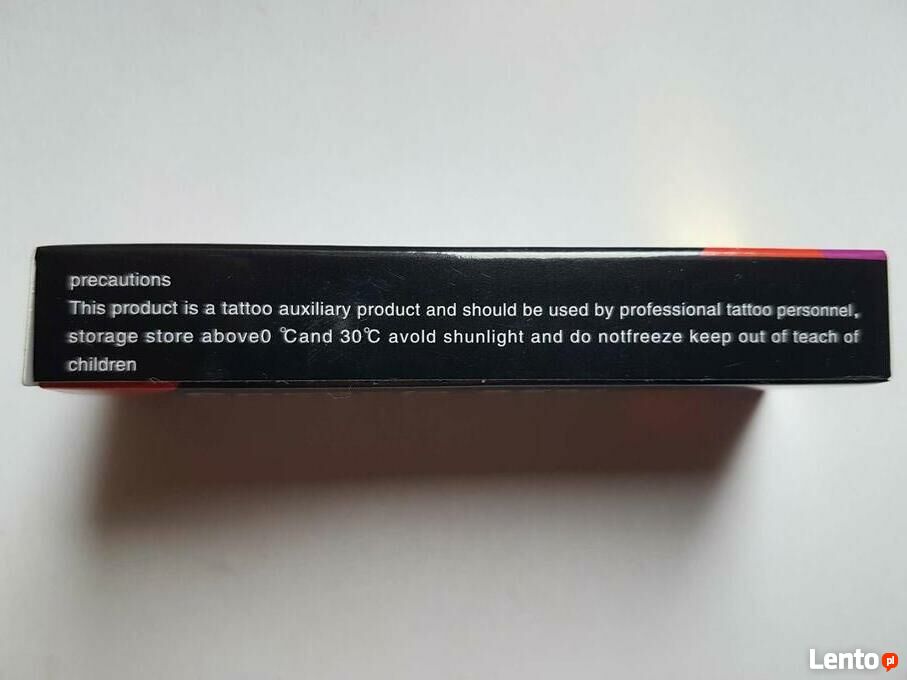 precautions
This product is a tattoo auxiliary product and should be used by professional tattoo personnel,
storage store above0 ℃and 30℃ avold shunlight and do notfreeze keep out of teach of
children
Lento pl